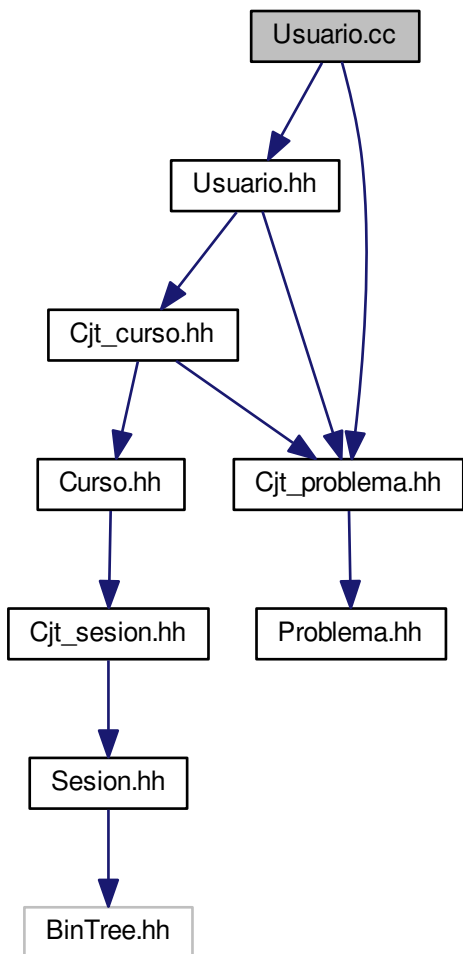 Usuario.cc
Usuario.hh
Cjt_curso.hh
Curso.hh
Cjt_problema.hh
Cjt_sesion.hh
Problema.hh
Sesion.hh
BinTree.hh